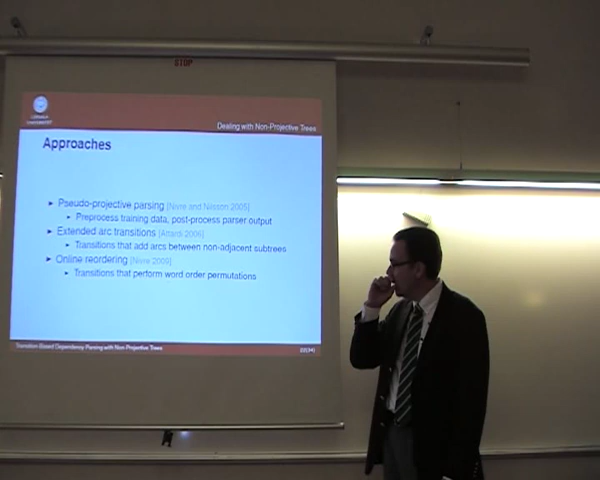 STOP
Dealing with Non-Projective Trees
Approaches
► Pseudo-projective parsing [Nivre and Nilsson 2005]
► Preprocess training data, post-process parser output
► Extended arc transitions [Attardi 2006]
► Transitions that add arcs between non-adjacent subtrees
► Online reordering [Nivre 2009]
► Transitions that perform word order permutations
Transition-Based Dependency Parsing with Non-Projective Trees